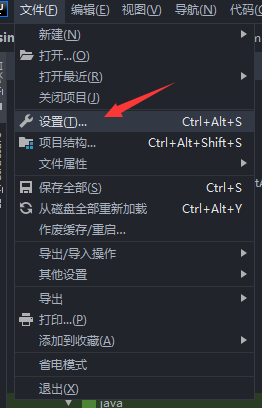 文件(F) 编辑(E) 视图(V) 导航(N) 代码(
新建(N)
打开...(O)
打开最近(R)
关闭项目(J)
设置(T)... Ctrl+Alt+S
项目结构... Ctrl+Alt+Shift+S
文件属性
保存全部(S) Ctrl+S
从磁盘全部重新加载 Ctrl+Alt+Y
作废缓存/重启...
导出/导入操作
其他设置
导出
打印...(P)
添加到收藏(A)
省电模式
退出(X)
java